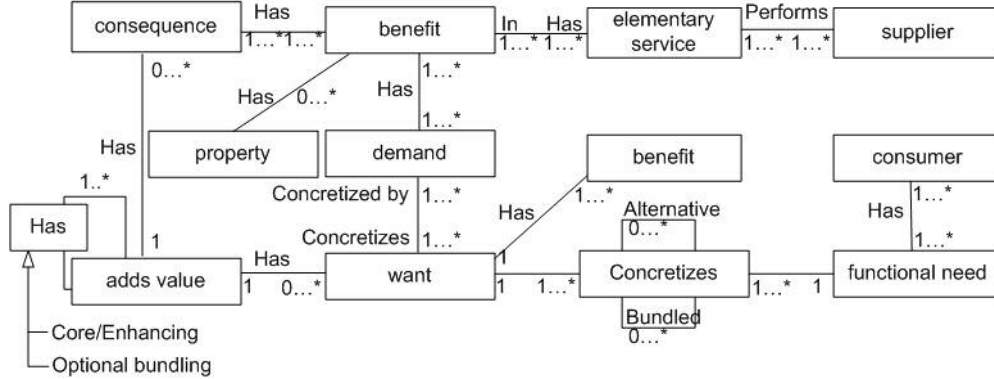 consequence
Has
1...* 1...*
benefit
In Has
1...* 1...*
elementary
service
Performs
1...* 1...*
supplier
0...*
1...*
Has
0...*
Has
Has
1...*
property
demand
benefit
consumer
1..*
Concretized by
1...*
1...*
1...*
Has
Has
Alternative
0...*
Has
Concretizes
1...*
1...*
1
Has
1
adds value
1
0...*
want
1
1...*
Concretizes
1...*
1
functional need
Bundled
0...*
Core/Enhancing
Optional bundling